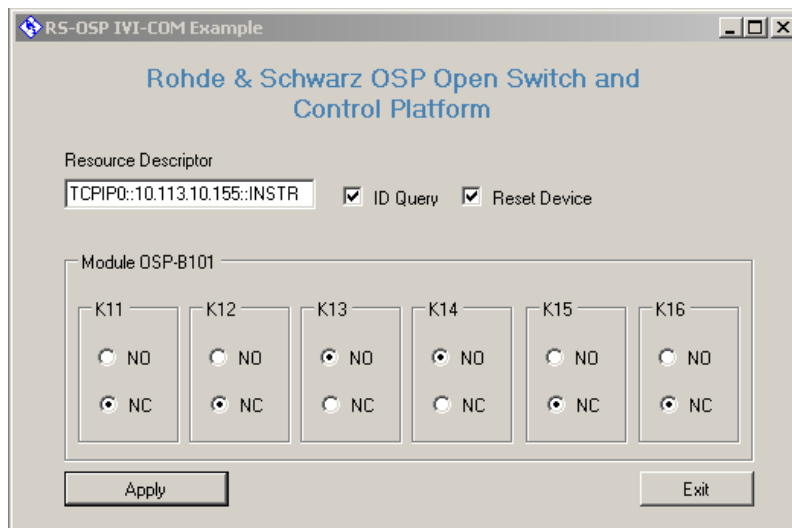 RS-OSP IVI-COM Example
Rohde & Schwarz OSP Open Switch and
Control Platform
Resource Descriptor
TCPIP0::10.113.10.155::INSTR ID Query Reset Device
Module OSP-B101
K11 K12 K13 K14 K15 K16
NO NO NO NO NO NO
NC NC NC NC NC NC
Apply Exit